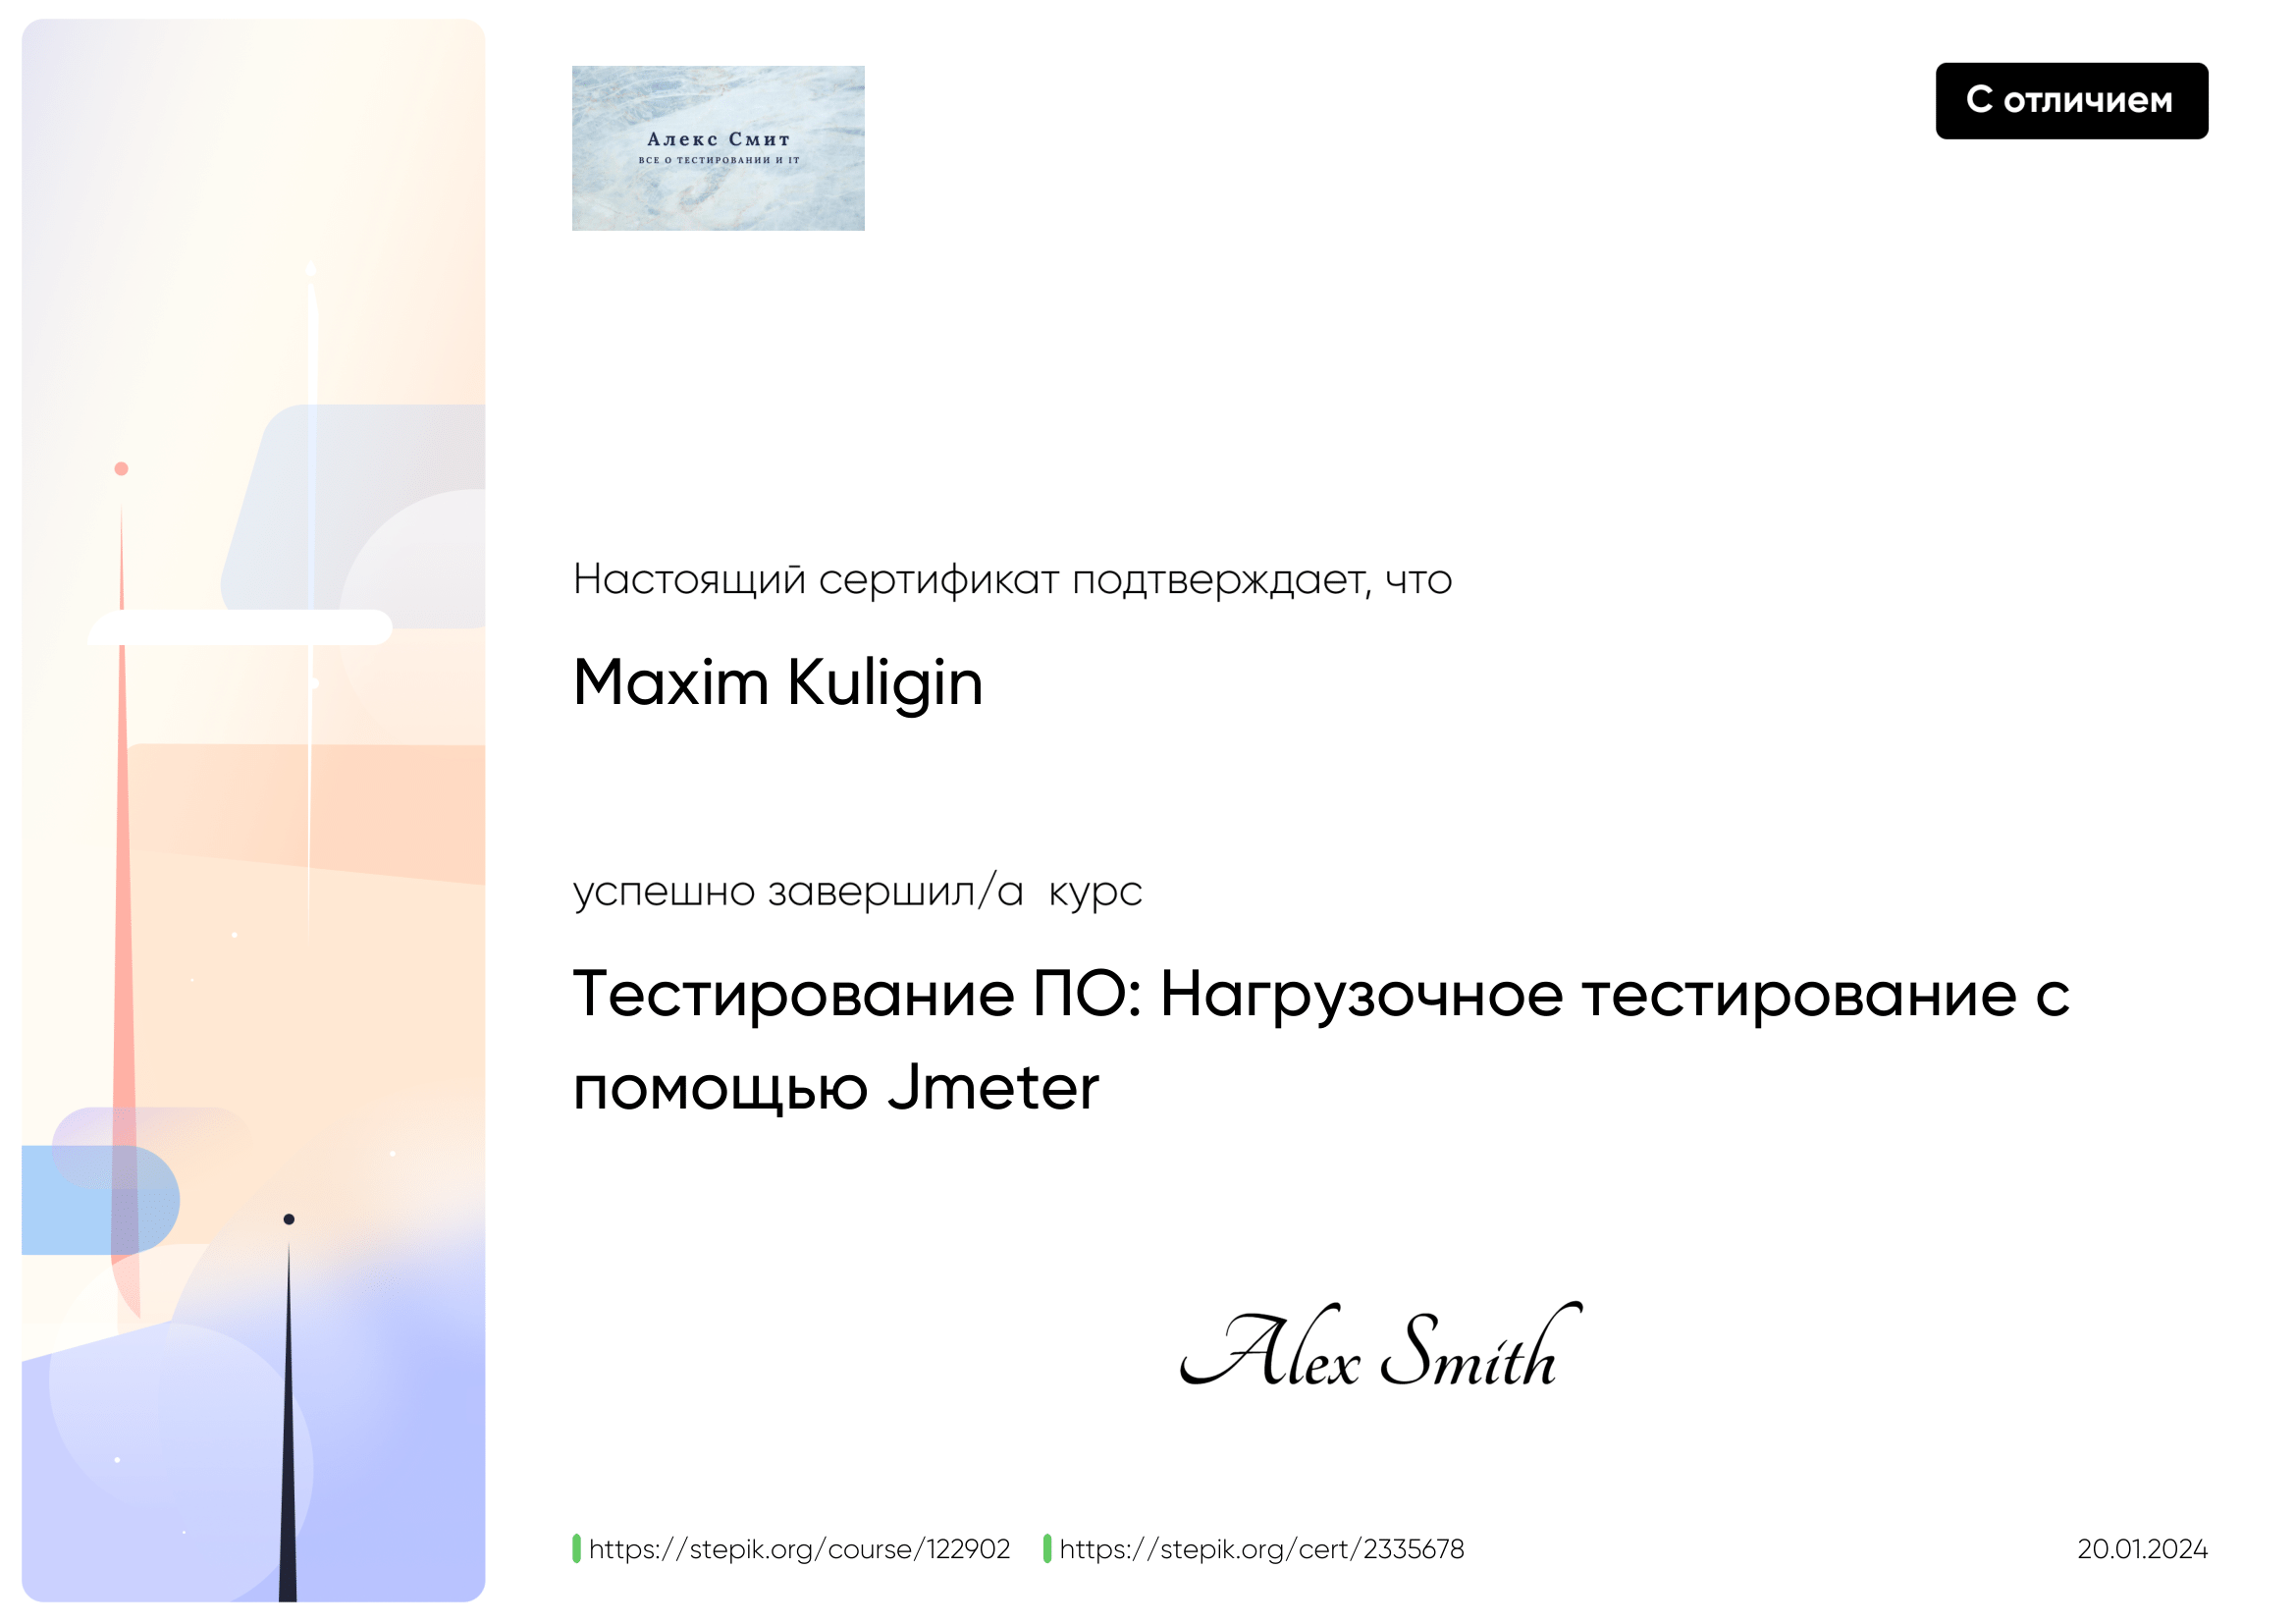 Алекс Смит
ВСЕ О ТЕСТИРОВАНИИ И IT
С отличием
Настоящий сертификат подтверждает, что
Maxim Kuligin
успешно завершил/а курс
Тестирование ПО: Нагрузочное тестирование с
помощью Jmeter
Alex Smith
https://stepik.org/course/122902 https://stepik.org/cert/2335678 20.01.2024